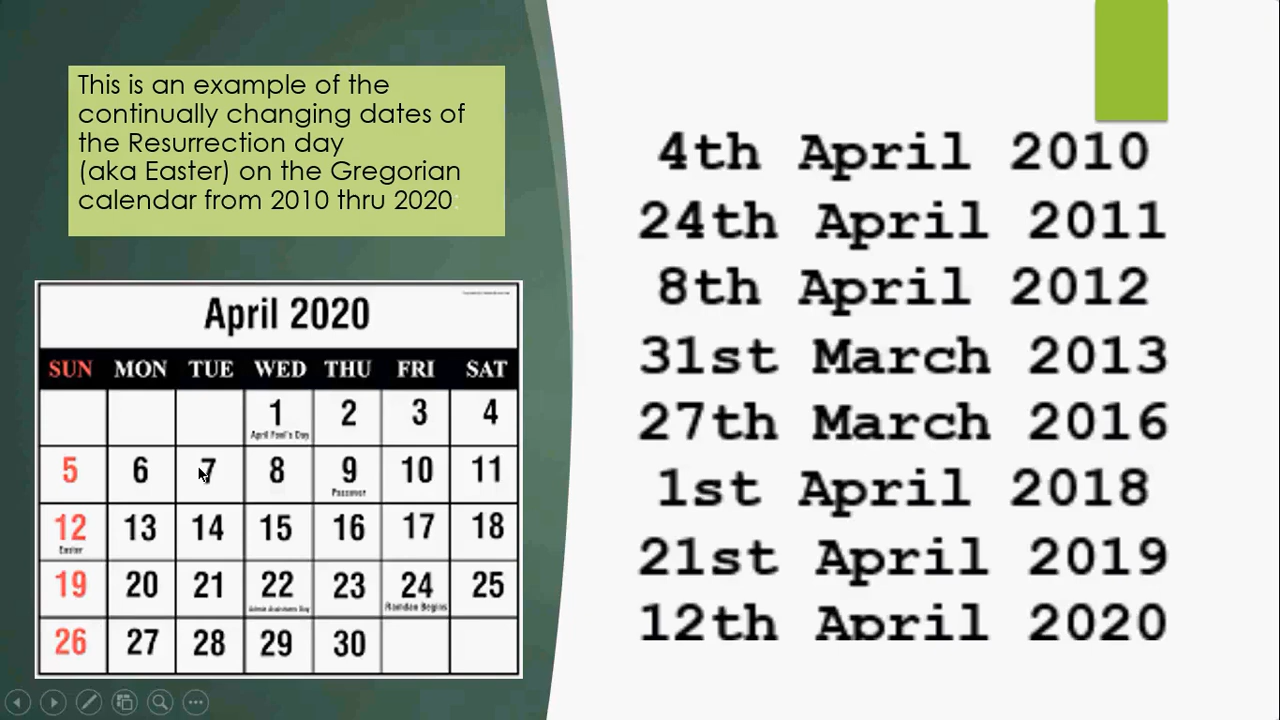 This is an example of the
continually changing dates of
the Resurrection day
(aka Easter) on the Gregorian
calendar from 2010 thru 2020:
April 2020
SUN MON TUE WED THU FRI SAT
1 2 3 4
April Fool's Day
5 6 7 8 9 10 11
Passover
12 13 14 15 16 17 18
Easter
19 20 21 22 23 24 25
Admin Assistants Day Ramdan Begins
26 27 28 29 30
4th April 2010
24th April 2011
8th April 2012
31st March 2013
27th March 2016
1st April 2018
21st April 2019
12th April 2020